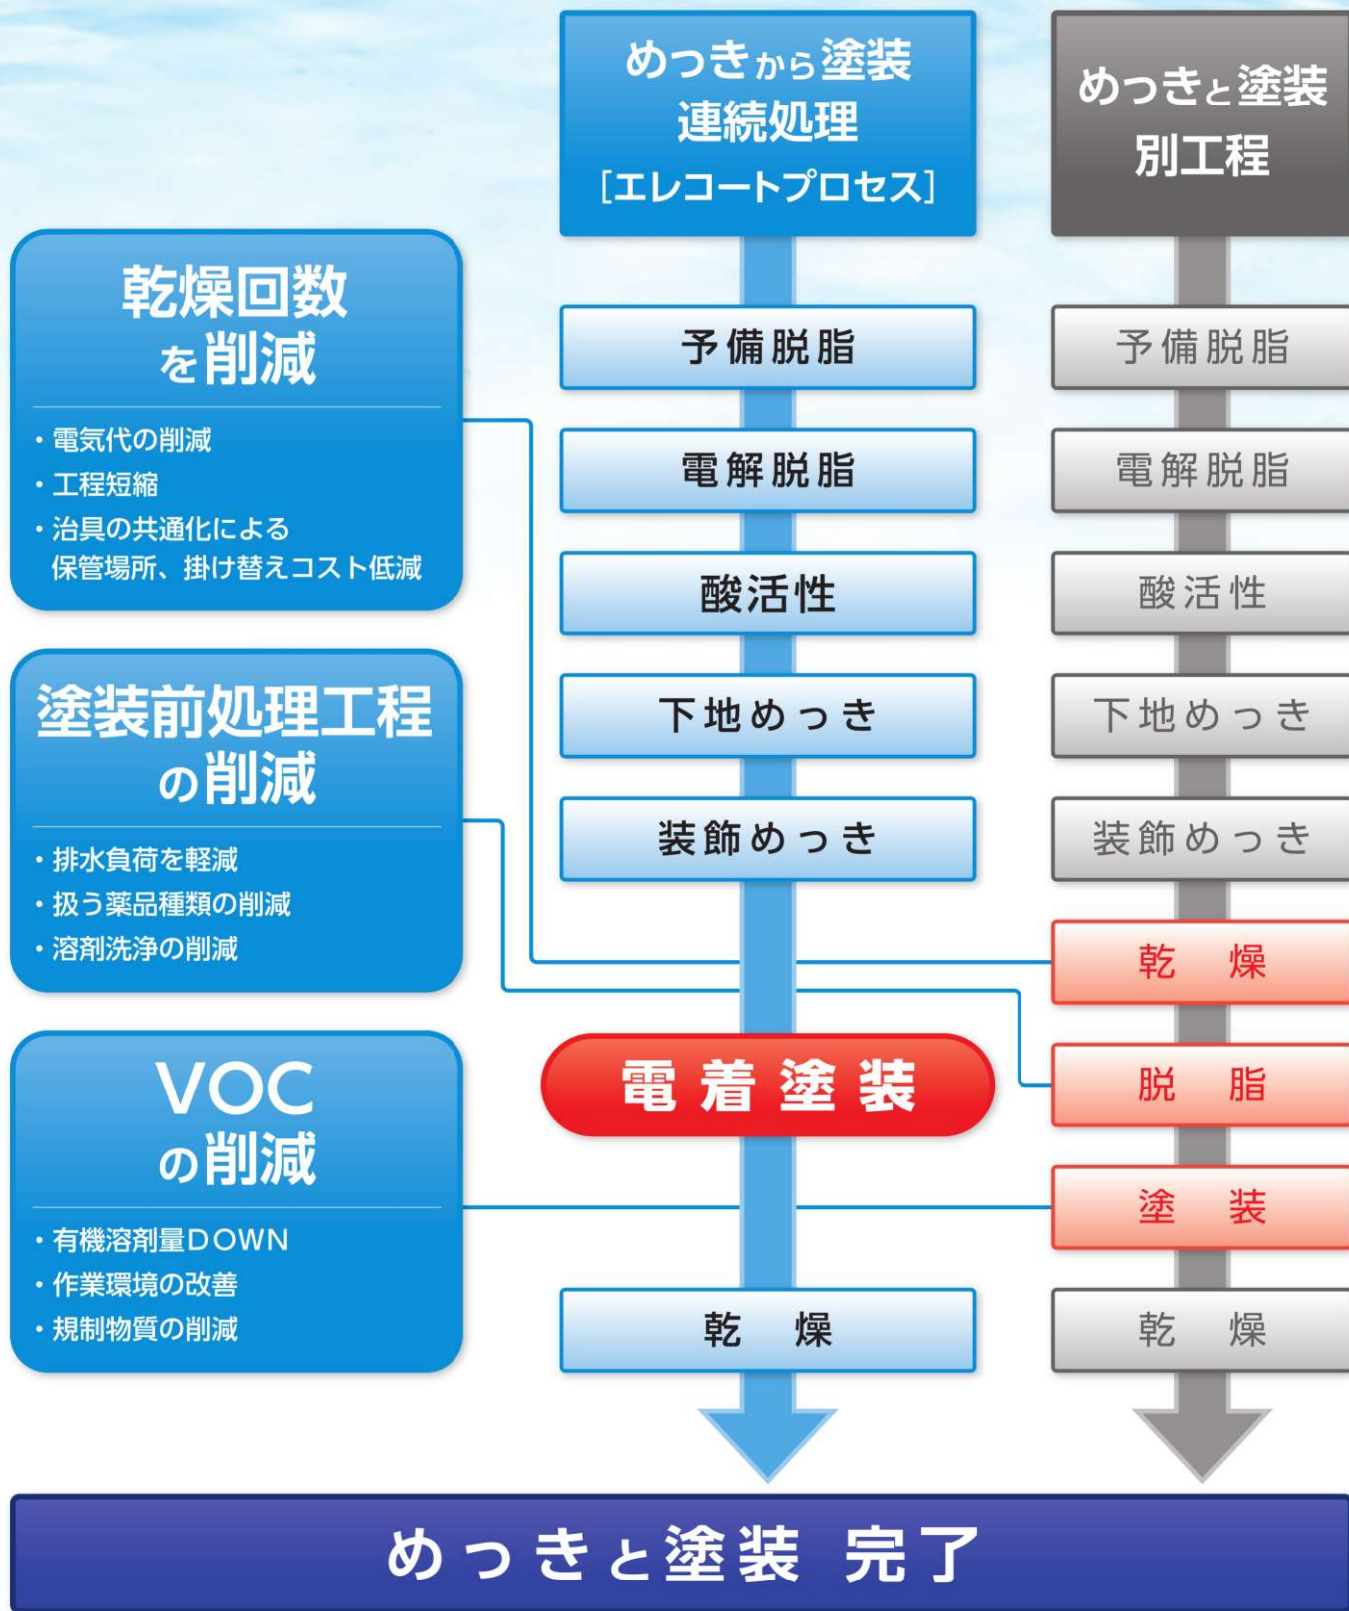 めっきから塗装
連続処理
[エレコートプロセス]
めっきと塗装
別工程
乾燥回数
を削減
・電気代の削減
・工程短縮
・治具の共通化による
保管場所、掛け替えコスト低減
塗装前処理工程
の削減
・排水負荷を軽減
・扱う薬品種類の削減
・溶剤洗浄の削減
VOC
の削減
・有機溶剤量DOWN
・作業環境の改善
・規制物質の削減
予備脱脂
電解脱脂
酸活性
下地めっき
装飾めっき
電着塗装
乾 燥
予備脱脂
電解脱脂
酸活性
下地めっき
装飾めっき
乾 燥
脱 脂
塗 装
乾 燥
めっきと塗装 完了